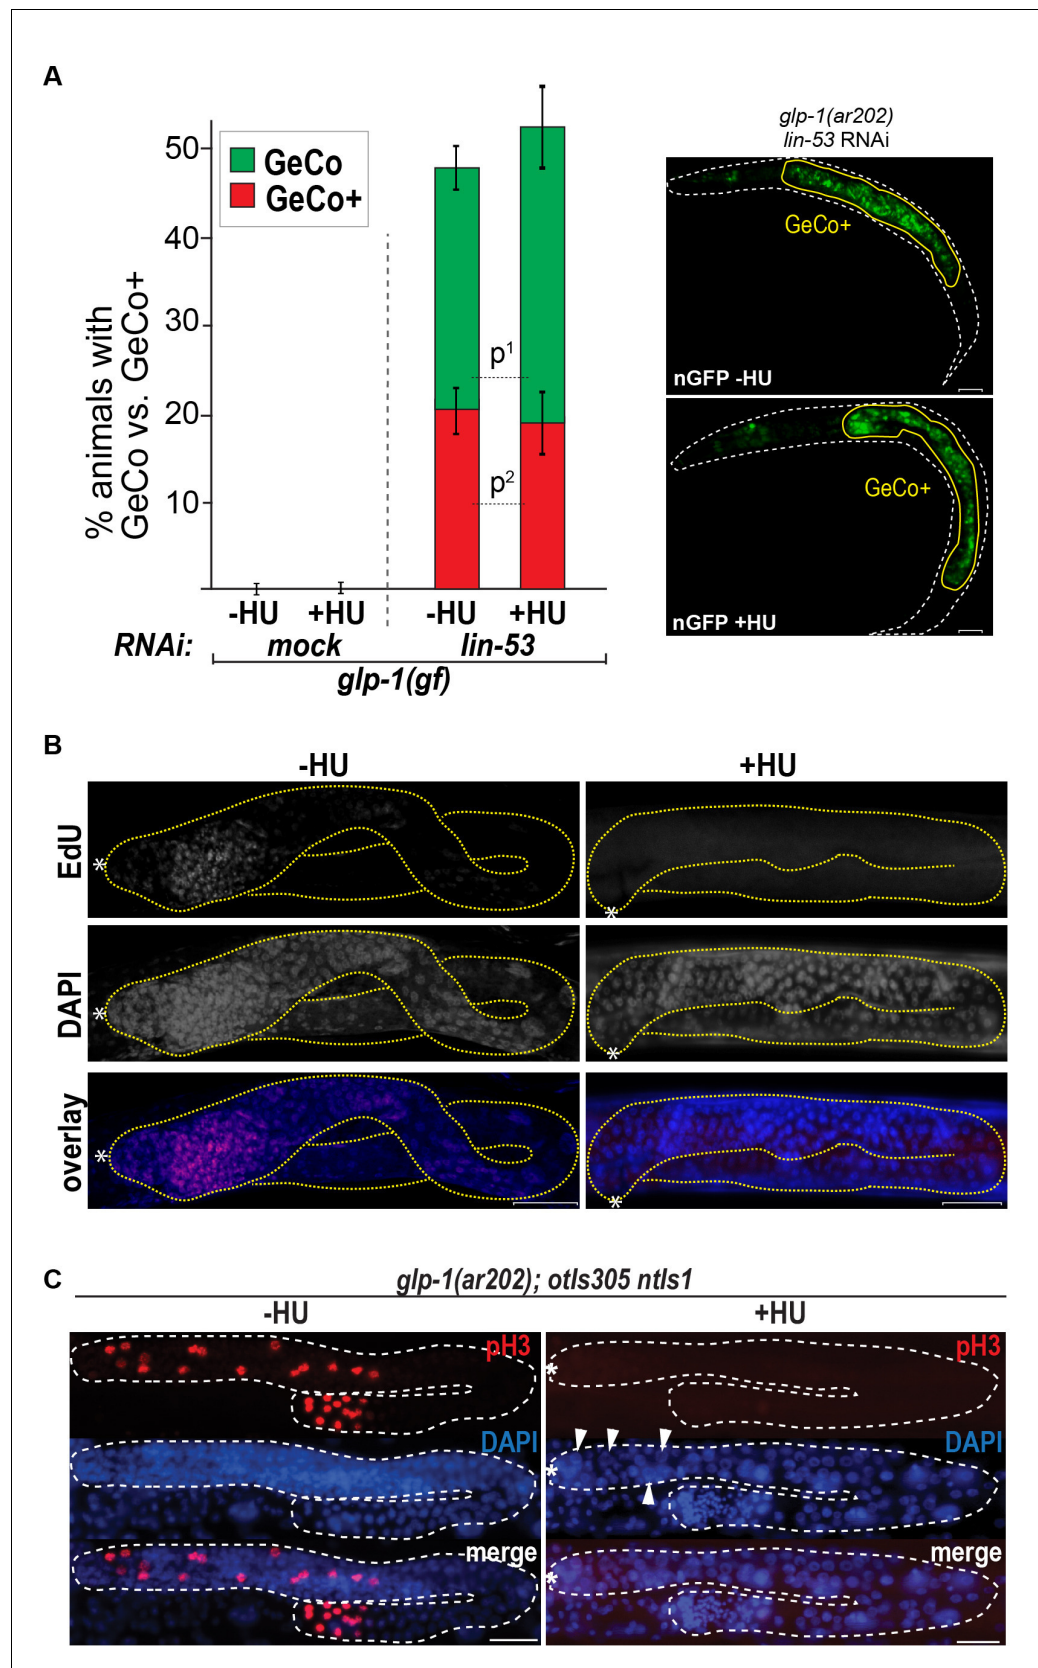 A
50
40
30
20
10
% animals with
GeCo vs. GeCo+
GeCo
GeCo+
p¹
p²
-HU +HU -HU +HU
RNAi: mock lin-53
glp-1(gf)
glp-1(ar202)
lin-53 RNAi
GeCo+
nGFP -HU
GeCo+
nGFP +HU
B
-HU +HU
EdU
*
*
DAPI
*
*
overlay
*
*
C
glp-1(ar202); otIs305 ntIs1
-HU +HU
pH3 pH3
*
DAPI DAPI
*
merge merge
*